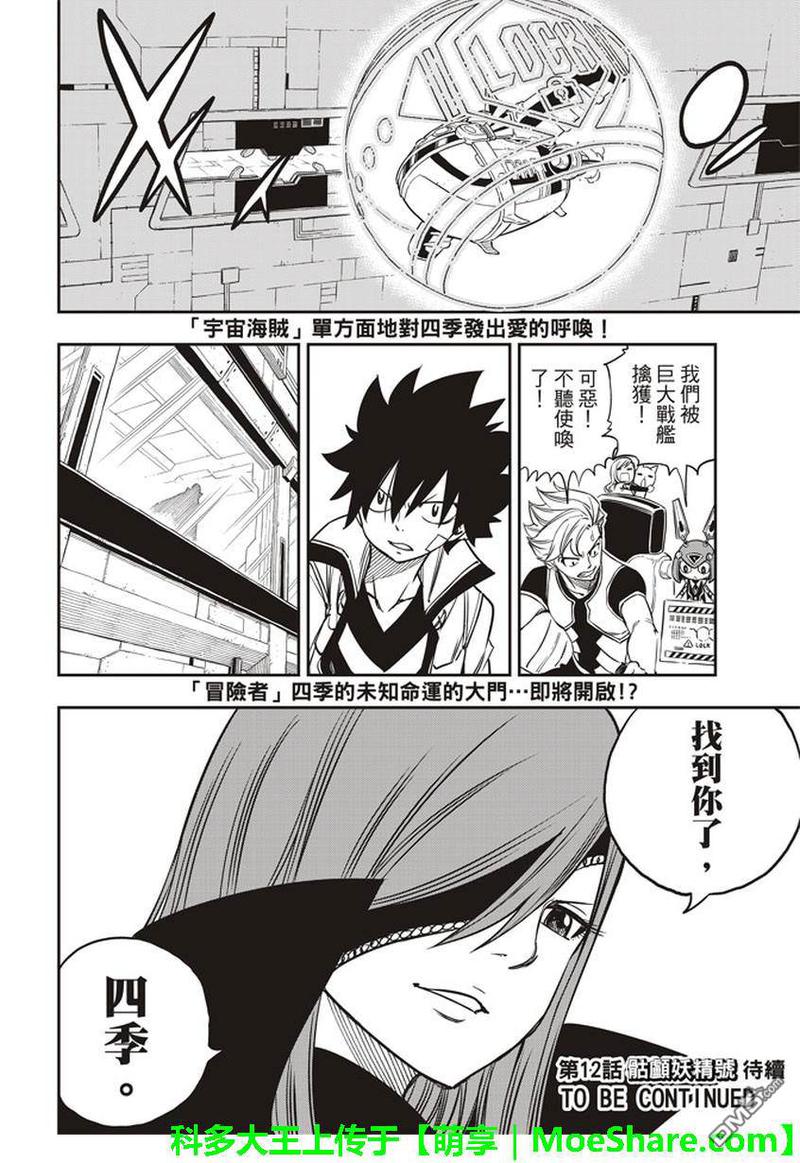 LOCK
「宇宙海賊」單方面地對四季發出愛的呼喚！
我們被
巨大戰艦
擒獲！
可惡！
不聽使喚
了！
LOCK
「冒險者」四季的未知命運的大門…即將開啟!?
找到你了，
四季。
第12話 骷顱妖精號 待續
TO BE CONTINUED
DMS
科多大王上传于【萌享｜MoeShare.com】